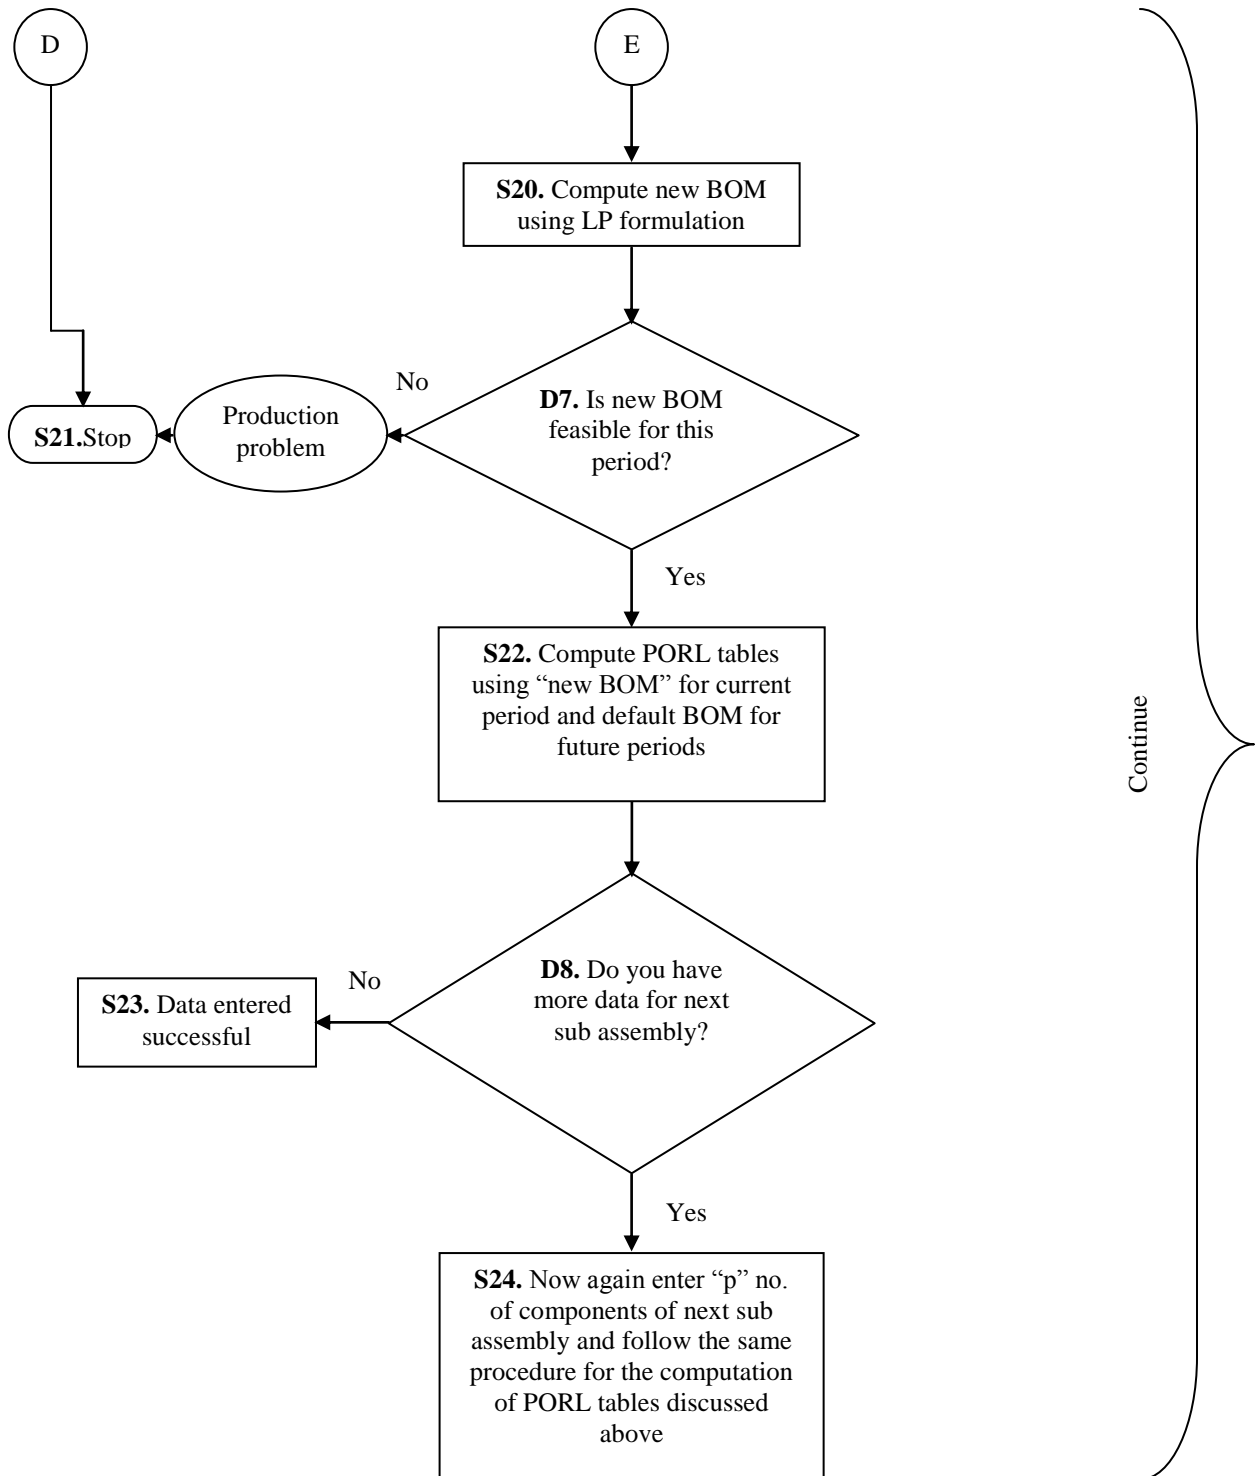 D
E
S20. Compute new BOM
using LP formulation
No
D7. Is new BOM
feasible for this
period?
Production
problem
S21.Stop
Yes
S22. Compute PORL tables
using “new BOM” for current
period and default BOM for
future periods
Continue
D8. Do you have
more data for next
sub assembly?
No
S23. Data entered
successful
Yes
S24. Now again enter “p” no.
of components of next sub
assembly and follow the same
procedure for the computation
of PORL tables discussed
above